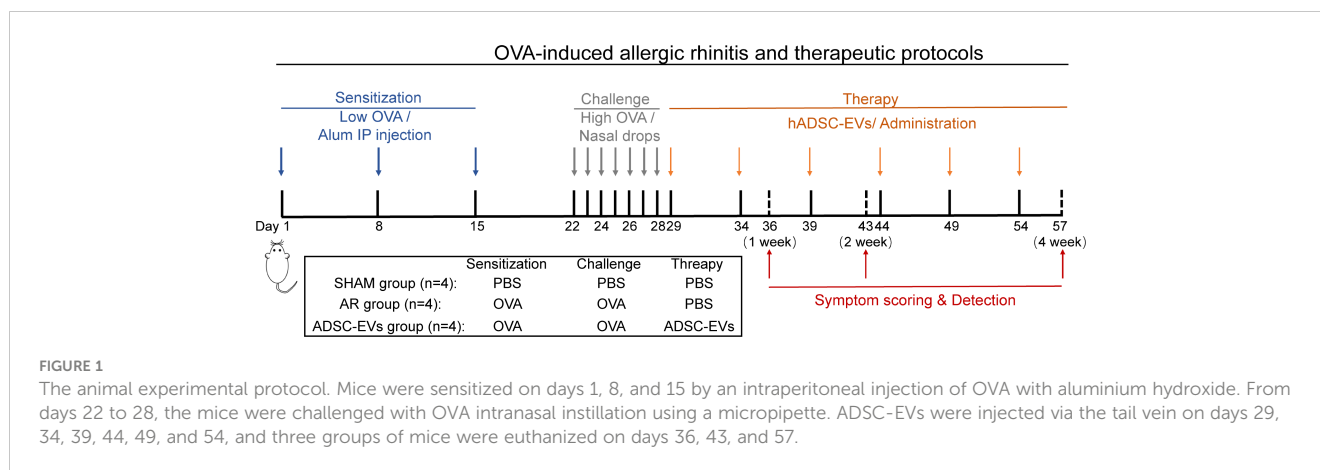 OVA-induced allergic rhinitis and therapeutic protocols
Sensitization
Low OVA /
Alum IP injection
Challenge
High OVA /
Nasal drops
Therapy
hADSC-EVs/ Administration
Day 1 8 15 22 24 26 28 29 34 36 39 43 44 49 54 57
(1 week) (2 week) (4 week)
Symptom scoring & Detection
Sensitization Challenge Threapy
SHAM group (n=4): PBS PBS PBS
AR group (n=4): OVA OVA PBS
ADSC-EVs group (n=4): OVA OVA ADSC-EVs
FIGURE 1
The animal experimental protocol. Mice were sensitized on days 1, 8, and 15 by an intraperitoneal injection of OVA with aluminium hydroxide. From
days 22 to 28, the mice were challenged with OVA intranasal instillation using a micropipette. ADSC-EVs were injected via the tail vein on days 29,
34, 39, 44, 49, and 54, and three groups of mice were euthanized on days 36, 43, and 57.